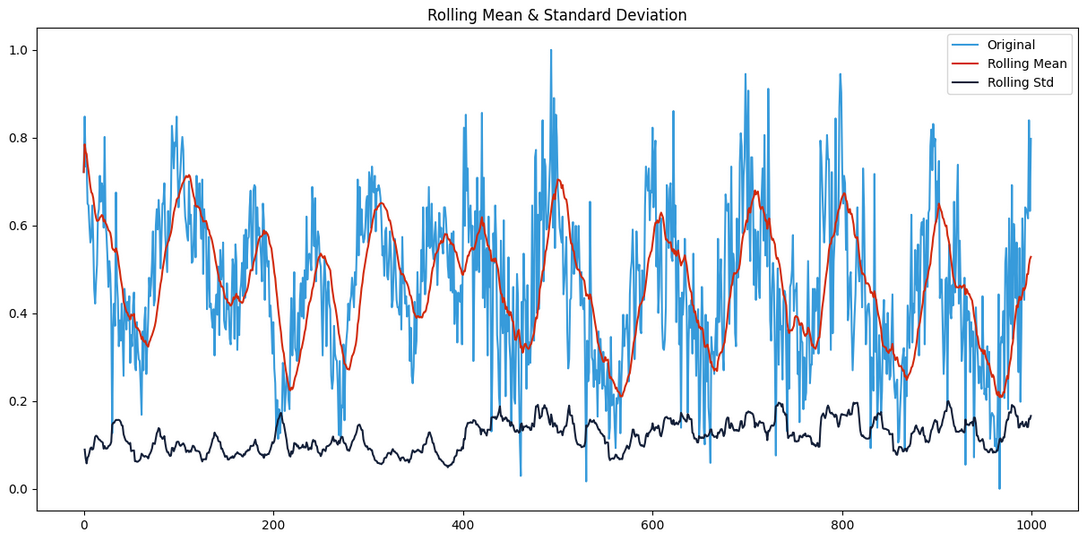 Rolling Mean & Standard Deviation
Original
Rolling Mean
Rolling Std
1.0
0.8
0.6
0.4
0.2
0.0
0 200 400 600 800 1000